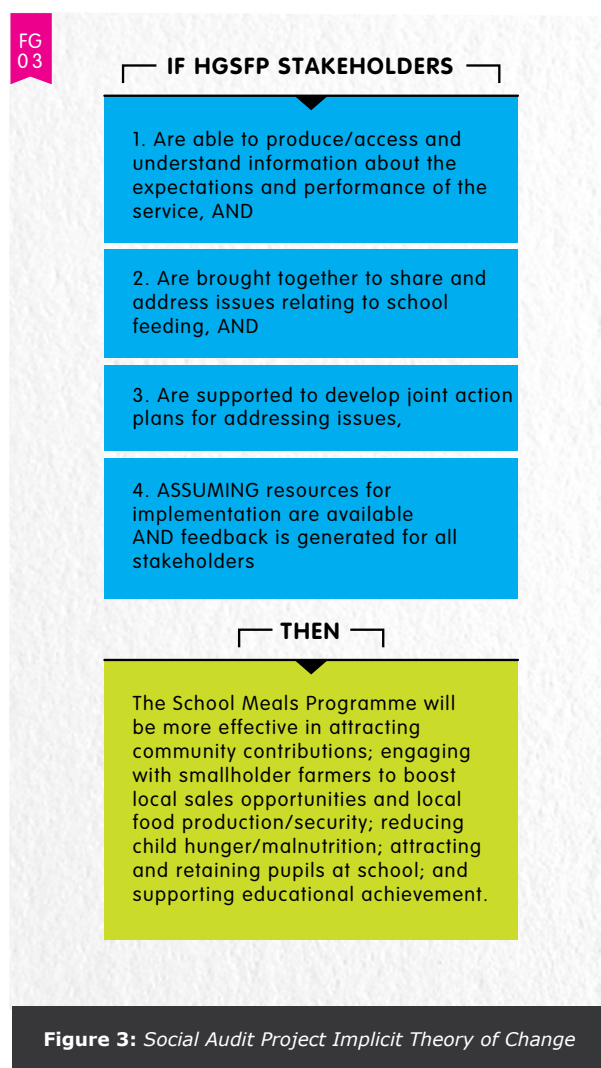 FG
03
IF HGSFP STAKEHOLDERS
1. Are able to produce/access and
understand information about the
expectations and performance of the
service, AND
2. Are brought together to share and
address issues relating to school
feeding, AND
3. Are supported to develop joint action
plans for addressing issues,
4. ASSUMING resources for
implementation are available
AND feedback is generated for all
stakeholders
THEN
The School Meals Programme will
be more effective in attracting
community contributions; engaging
with smallholder farmers to boost
local sales opportunities and local
food production/security; reducing
child hunger/malnutrition; attracting
and retaining pupils at school; and
supporting educational achievement.
Figure 3: Social Audit Project Implicit Theory of Change